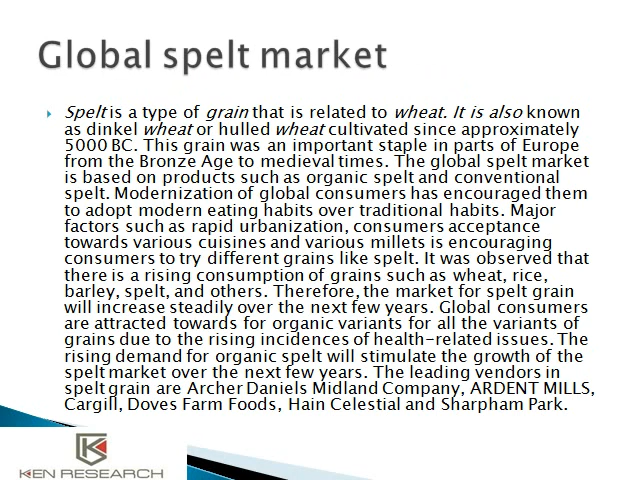 Global spelt market
Spelt is a type of grain that is related to wheat. It is also known
as dinkel wheat or hulled wheat cultivated since approximately
5000 BC. This grain was an important staple in parts of Europe
from the Bronze Age to medieval times. The global spelt market
is based on products such as organic spelt and conventional
spelt. Modernization of global consumers has encouraged them
to adopt modern eating habits over traditional habits. Major
factors such as rapid urbanization, consumers acceptance
towards various cuisines and various millets is encouraging
consumers to try different grains like spelt. It was observed that
there is a rising consumption of grains such as wheat, rice,
barley, spelt, and others. Therefore, the market for spelt grain
will increase steadily over the next few years. Global consumers
are attracted towards for organic variants for all the variants of
grains due to the rising incidences of health-related issues. The
rising demand for organic spelt will stimulate the growth of the
spelt market over the next few years. The leading vendors in
spelt grain are Archer Daniels Midland Company, ARDENT MILLS,
Cargill, Doves Farm Foods, Hain Celestial and Sharpham Park.
KEN RESEARCH